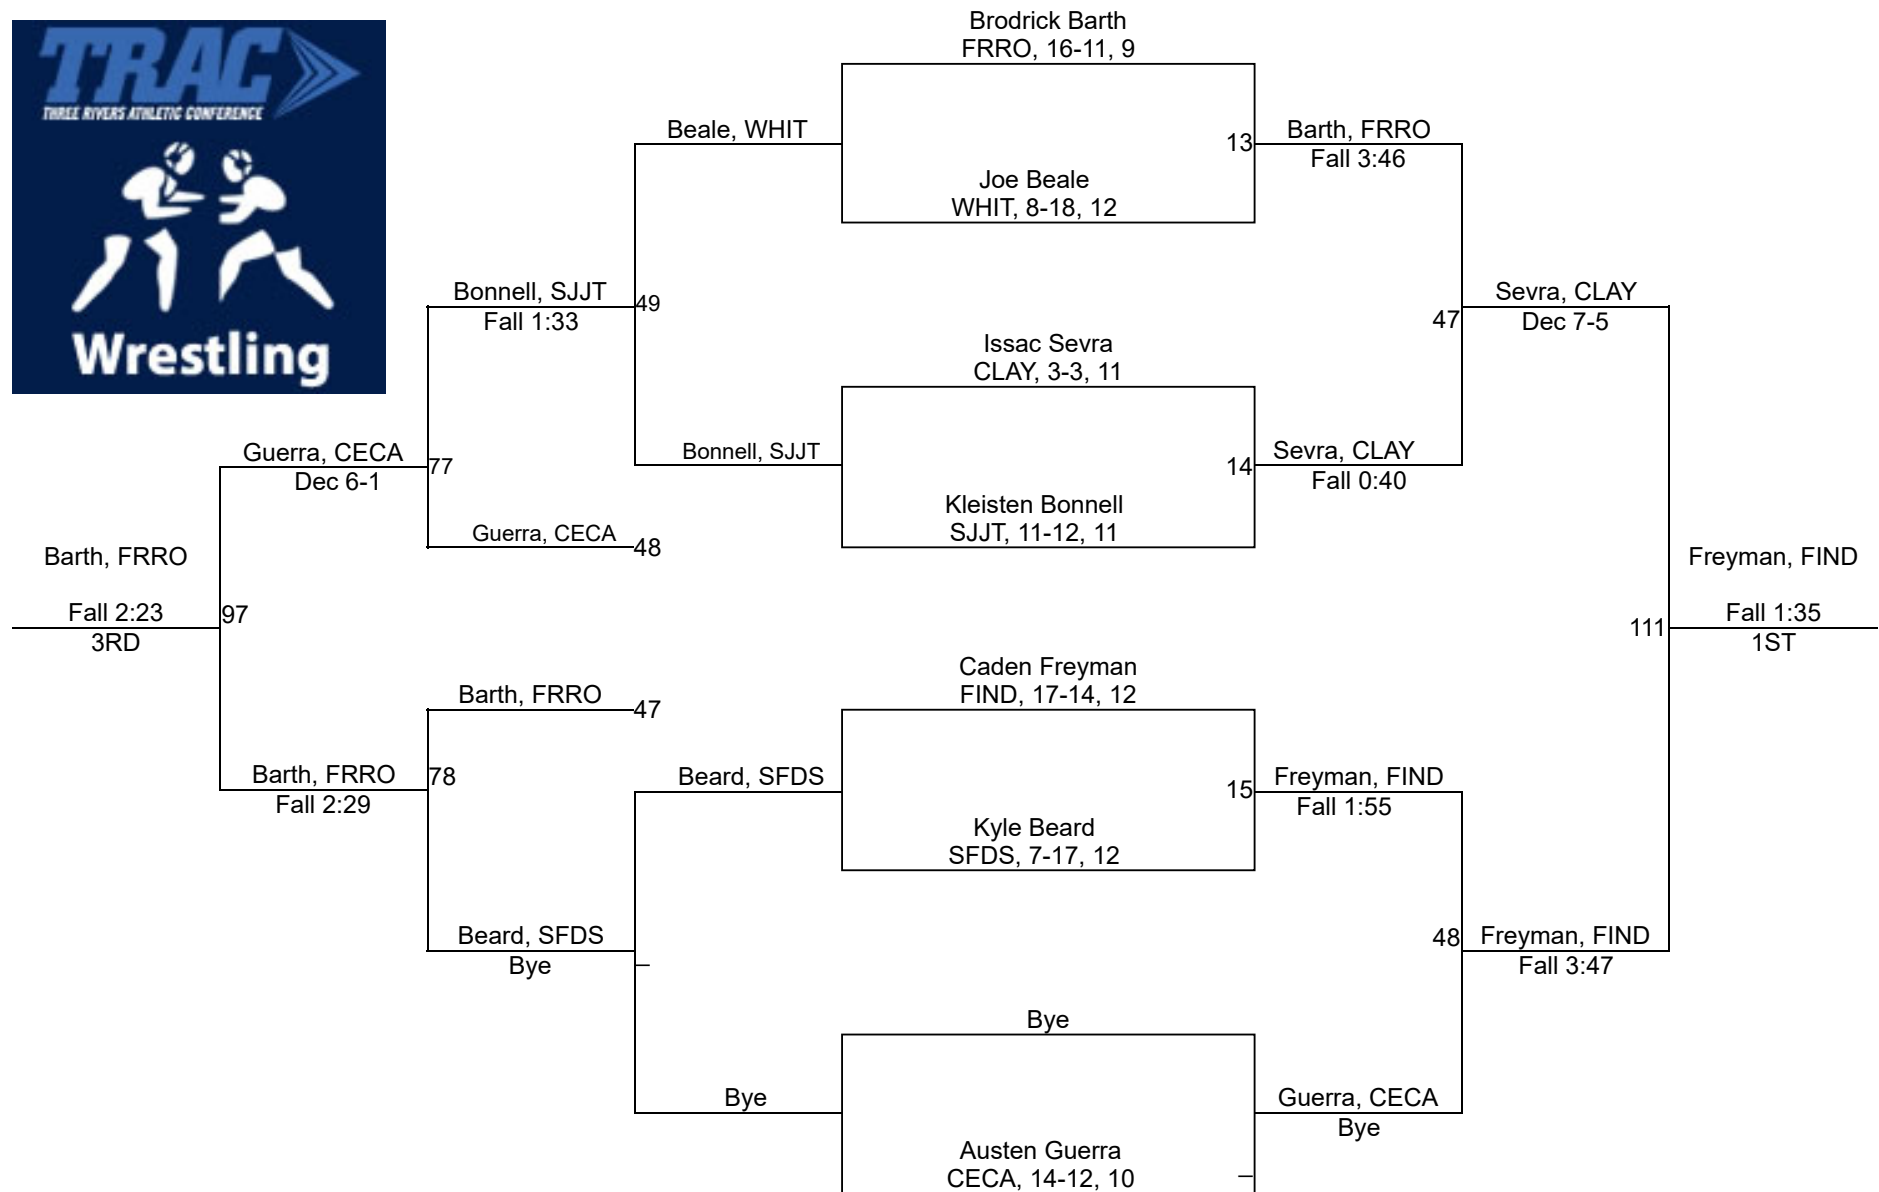 TRAC
THREE RIVERS ATHLETIC CONFERENCE
Wrestling
Brodrick Barth
FRRO, 16-11, 9
Beale, WHIT
13
Barth, FRRO
Fall 3:46
Joe Beale
WHIT, 8-18, 12
Bonnell, SJJT
49
Fall 1:33
47
Sevra, CLAY
Dec 7-5
Issac Sevra
CLAY, 3-3, 11
Guerra, CECA
77
Dec 6-1
Bonnell, SJJT
14
Sevra, CLAY
Fall 0:40
Kleisten Bonnell
SJJT, 11-12, 11
Guerra, CECA
48
Barth, FRRO
Fall 2:23
97
3RD
Freyman, FIND
111
Fall 1:35
1ST
Caden Freyman
FIND, 17-14, 12
Barth, FRRO
47
Barth, FRRO
78
Fall 2:29
Beard, SFDS
15
Freyman, FIND
Fall 1:55
Kyle Beard
SFDS, 7-17, 12
Beard, SFDS
Bye
48
Freyman, FIND
Fall 3:47
Bye
Bye
Guerra, CECA
Bye
Austen Guerra
CECA, 14-12, 10